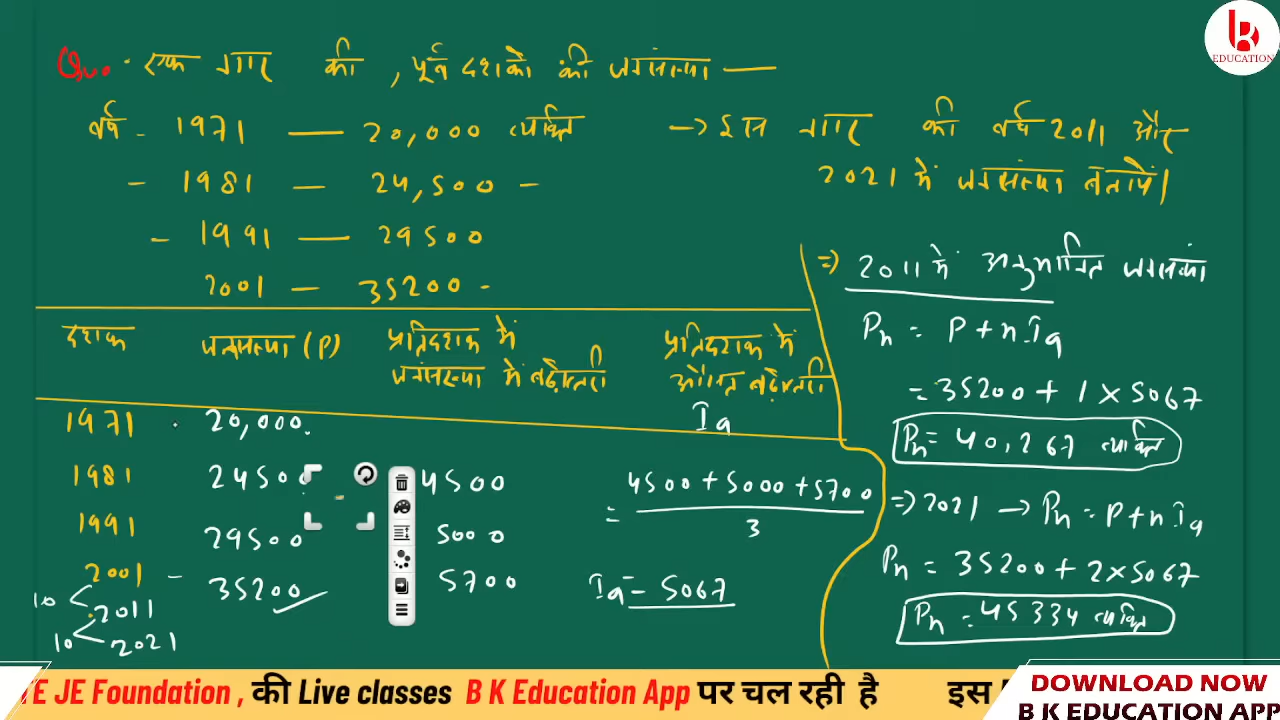 Que. एक नगर की, पूर्व दशको की जनसंख्या —
वर्ष - 1971 — 20,000 व्यक्ति
- 1981 — 24,500 -
- 1991 — 29500
2001 — 35200 -
→ इस नगर की वर्ष 2011 और
2021 में जनसंख्या बतायें।
दशक जनसंख्या (P) प्रतिदशक में जनसंख्या में बढ़ोत्तरी प्रतिदशक में औसत बढ़ोत्तरी Ia
1971 20,000.
1981 24500 4500
1991 29500 5000
2001 - 35200 5700
10 2011
10 2021
= 4500 + 5000 + 5700 / 3
Ia = 5067
⇒ 2011 में अनुमानित जनसंख्या
Pn = P + n.Ia
= 35200 + 1 × 5067
Pn = 40,267 व्यक्ति
⇒ 2021 → Pn = P + n Ia
Pn = 35200 + 2 × 5067
Pn = 45334 व्यक्ति
b
EDUCATION
TE JE Foundation , की Live classes B K Education App पर चल रही है इस
DOWNLOAD NOW
B K EDUCATION APP